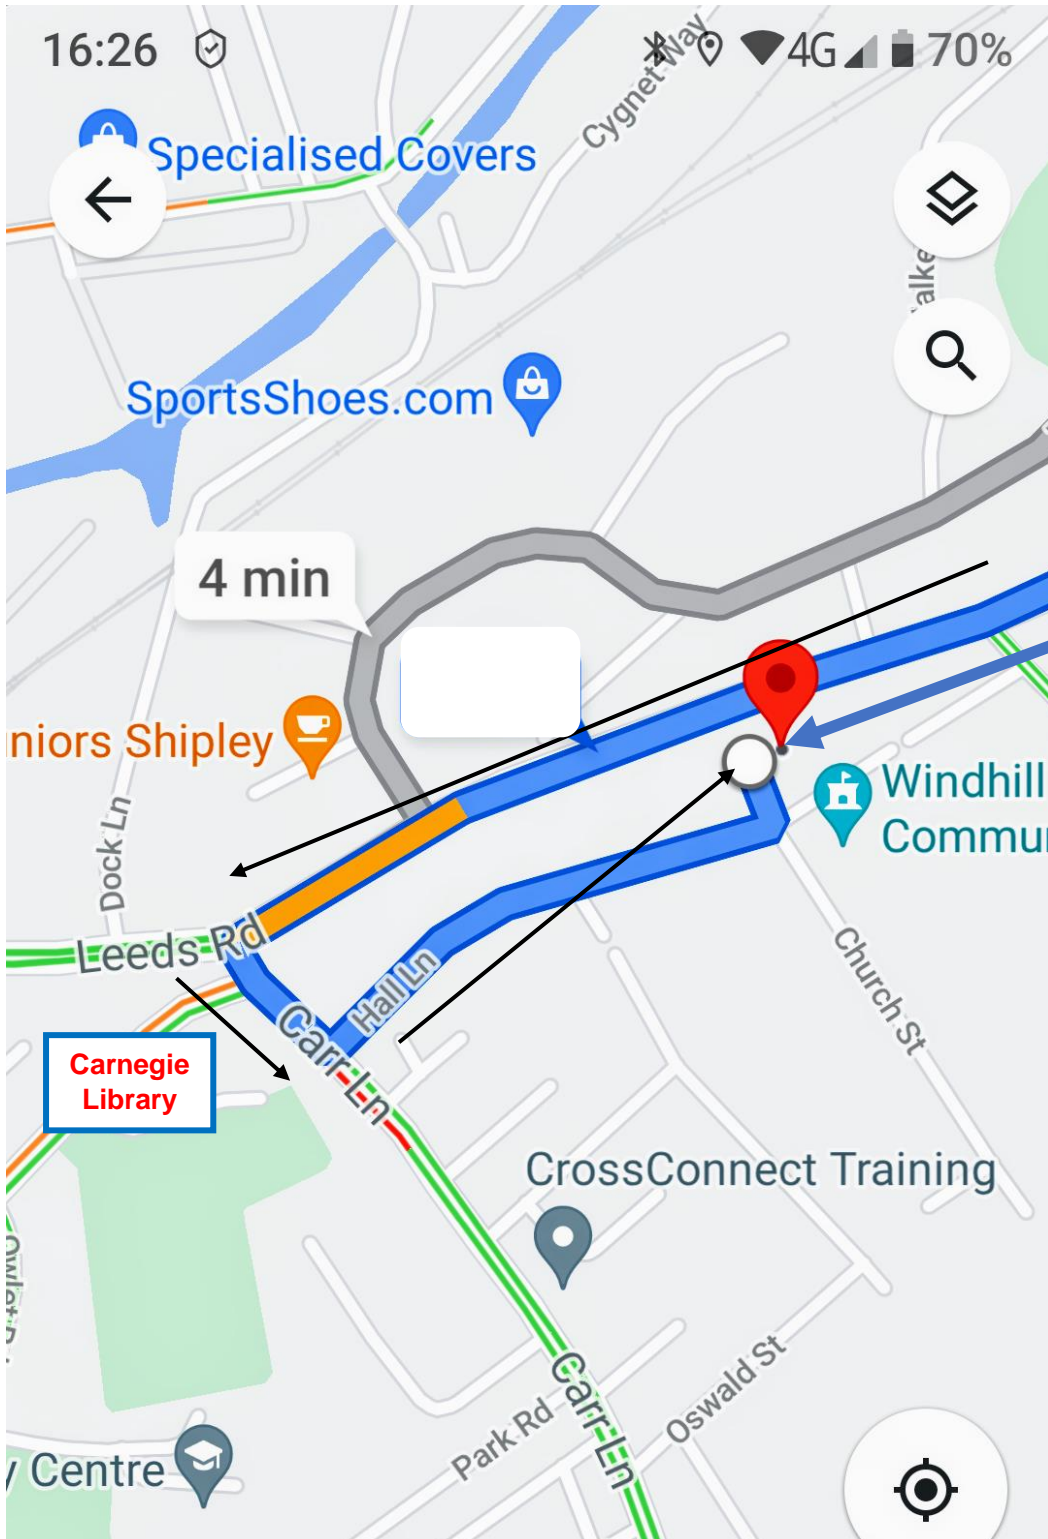 16:26
4G
70%
Cygnet Way
Specialised Covers
SportsShoes.com
4 min
niors Shipley
Dock Ln
Windhill
Commu
Leeds Rd
Hall Ln
Church St
Carr Ln
Carnegie
Library
CrossConnect Training
Carr Ln
Park Rd
Oswald St
y Centre